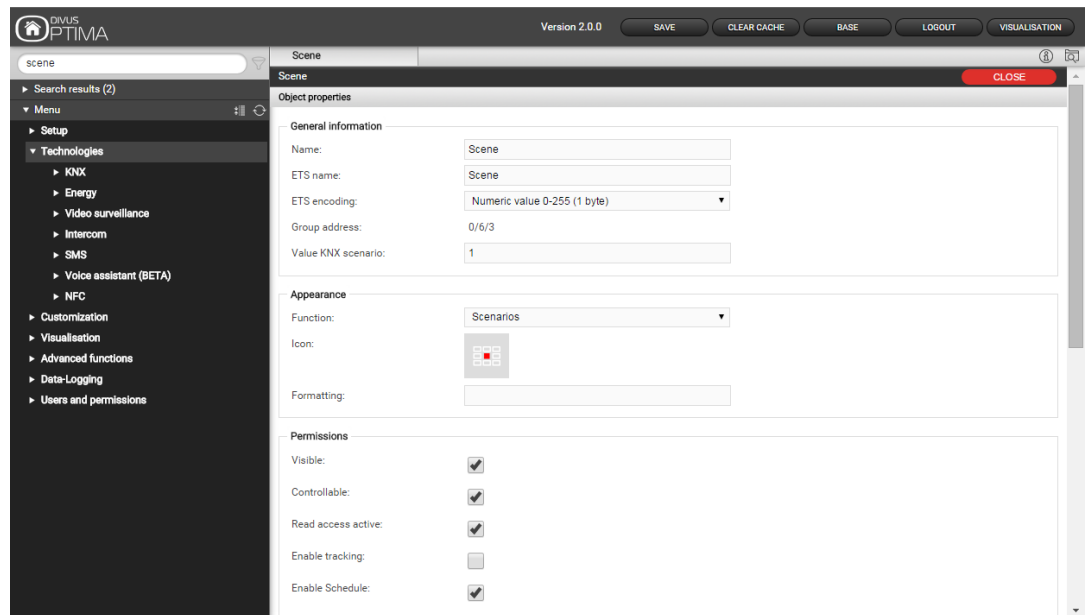 DIVUS
OPTIMA
Version 2.0.0
SAVE
CLEAR CACHE
BASE
LOGOUT
VISUALISATION
scene
Search results (2)
Menu
Setup
Technologies
KNX
Energy
Video surveillance
Intercom
SMS
Voice assistant (BETA)
NFC
Customization
Visualisation
Advanced functions
Data-Logging
Users and permissions
Scene
Scene
CLOSE
Object properties
General information
Name: Scene
ETS name: Scene
ETS encoding: Numeric value 0-255 (1 byte)
Group address: 0/6/3
Value KNX scenario: 1
Appearance
Function: Scenarios
Icon:
Formatting:
Permissions
Visible:
Controllable:
Read access active:
Enable tracking:
Enable Schedule: